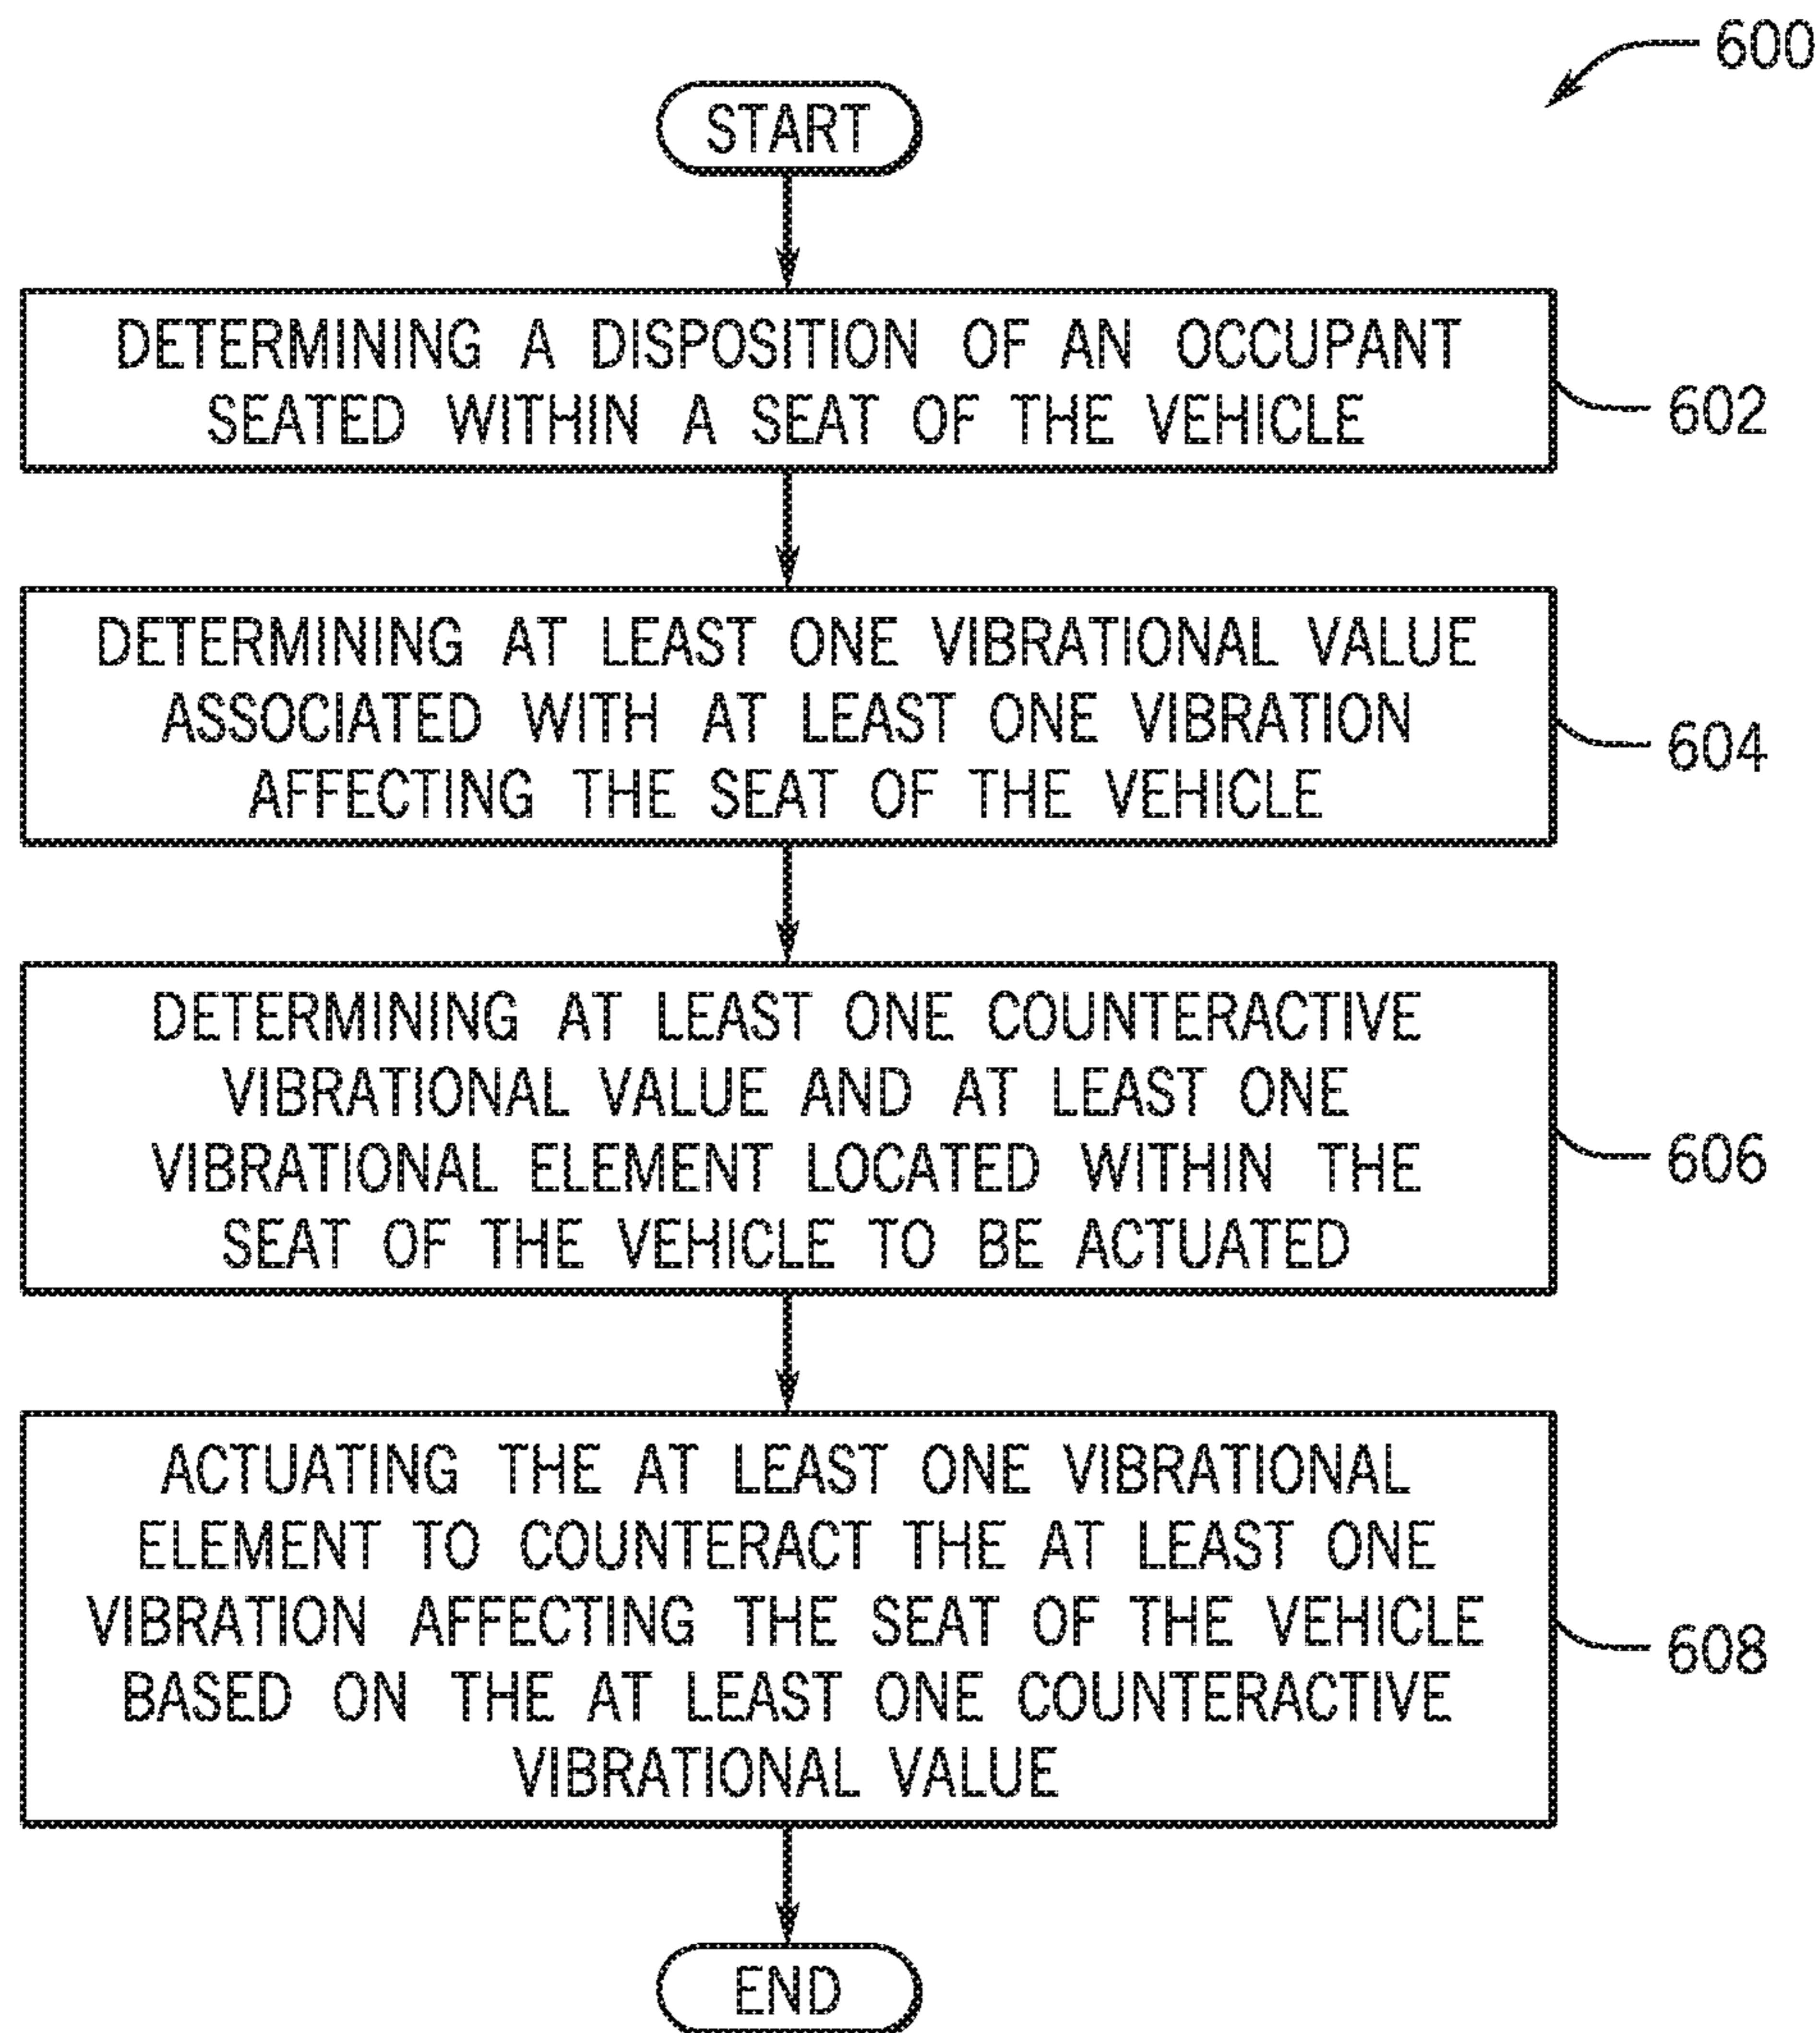 600
START
DETERMINING A DISPOSITION OF AN OCCUPANT
SEATED WITHIN A SEAT OF THE VEHICLE
602
DETERMINING AT LEAST ONE VIBRATIONAL VALUE
ASSOCIATED WITH AT LEAST ONE VIBRATION
AFFECTING THE SEAT OF THE VEHICLE
604
DETERMINING AT LEAST ONE COUNTERACTIVE
VIBRATIONAL VALUE AND AT LEAST ONE
VIBRATIONAL ELEMENT LOCATED WITHIN THE
SEAT OF THE VEHICLE TO BE ACTUATED
606
ACTUATING THE AT LEAST ONE VIBRATIONAL
ELEMENT TO COUNTERACT THE AT LEAST ONE
VIBRATION AFFECTING THE SEAT OF THE VEHICLE
BASED ON THE AT LEAST ONE COUNTERACTIVE
VIBRATIONAL VALUE
608
END